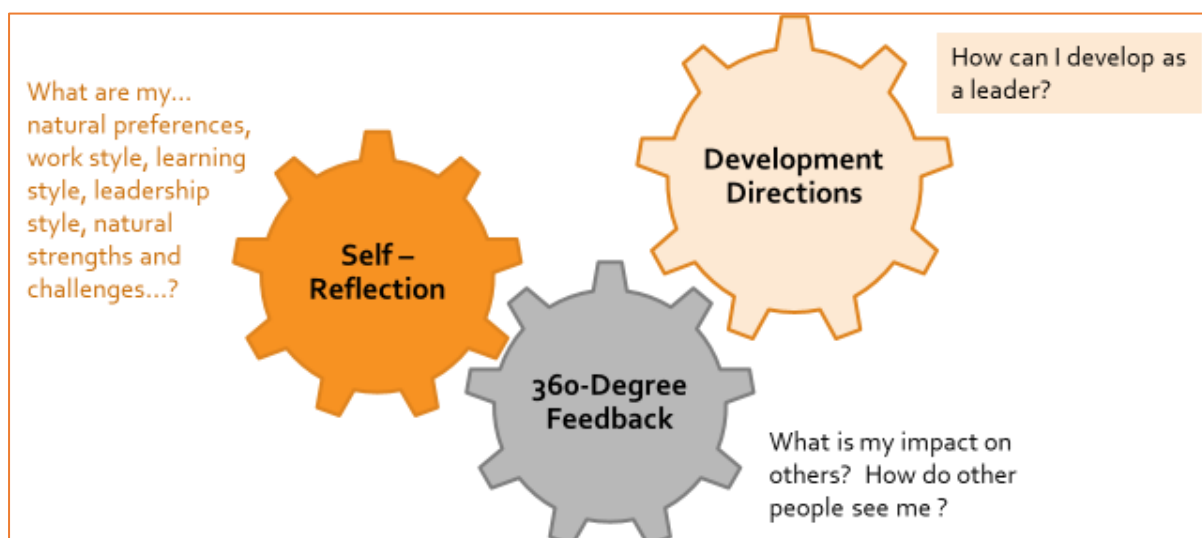 What are my...
natural preferences,
work style, learning
style, leadership
style, natural
strengths and
challenges...?
Self –
Reflection
360-Degree
Feedback
What is my impact on
others?  How do other
people see me ?
Development
Directions
How can I develop as
a leader?